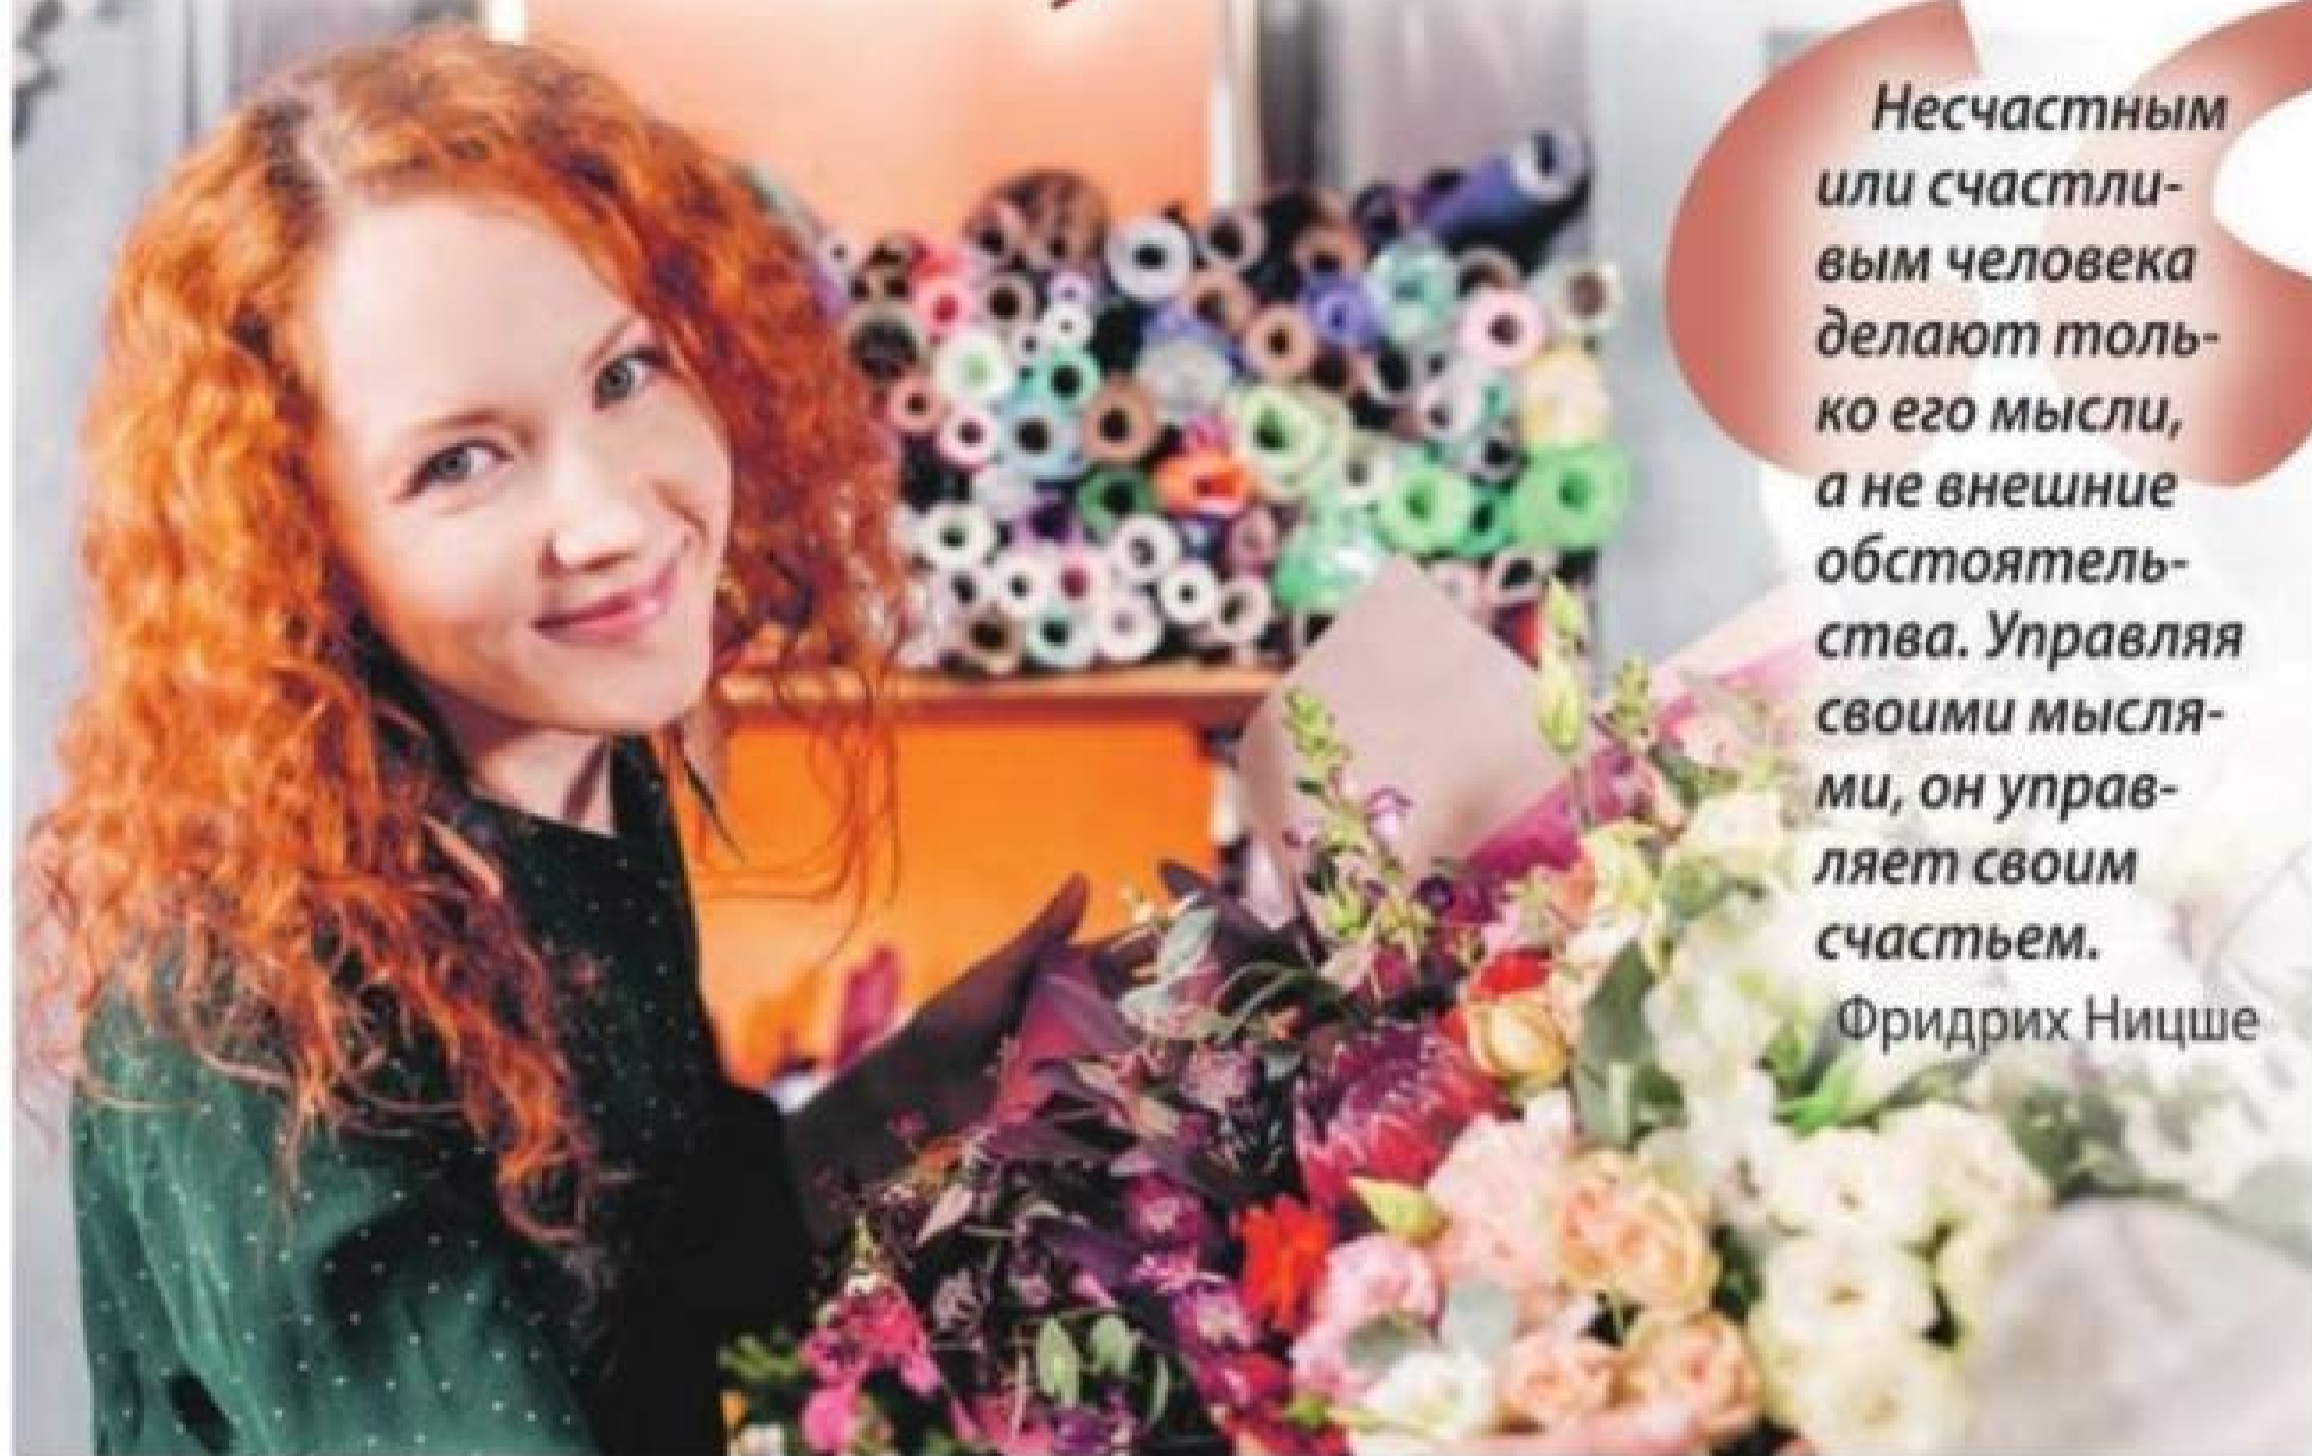 Несчастным
или счастли-
вым человека
делают толь-
ко его мысли,
а не внешние
обстоятель-
ства. Управляя
своими мысля-
ми, он управ-
ляет своим
счастьем.
Фридрих Ницше